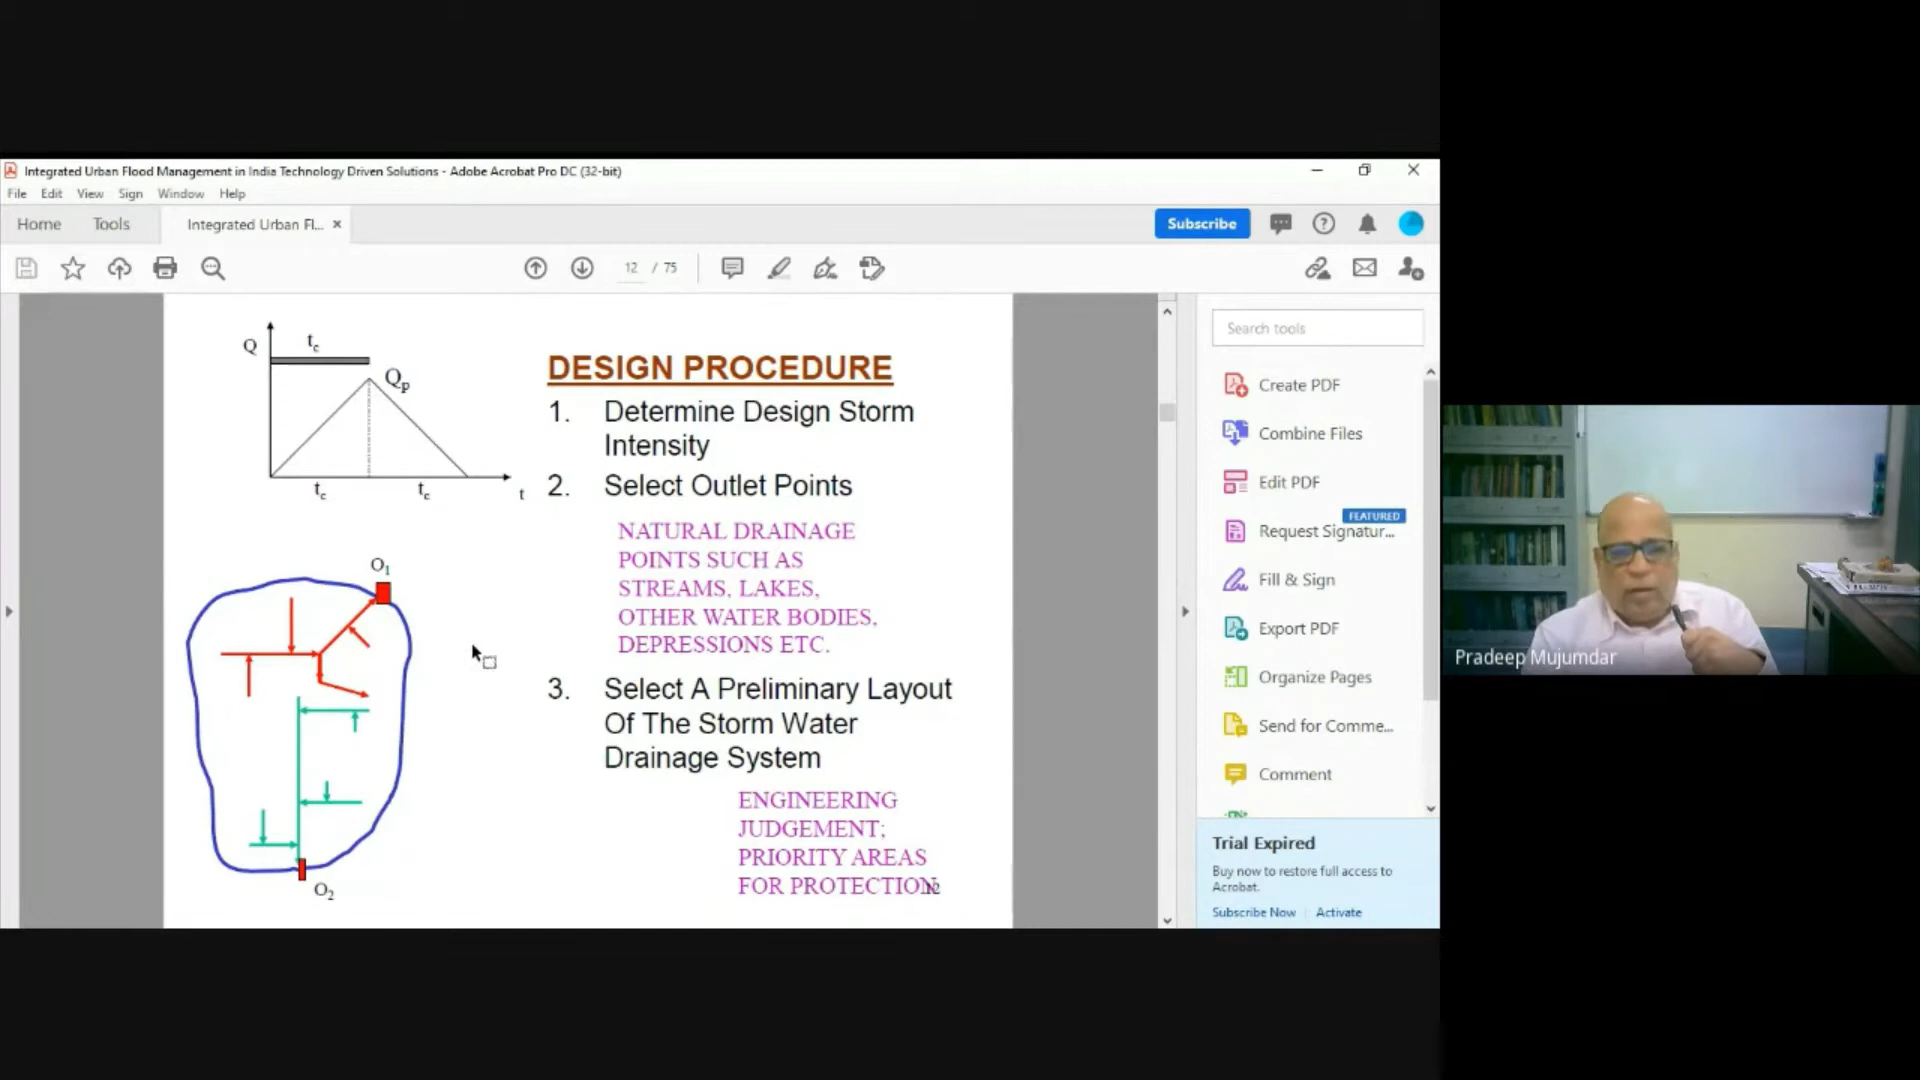 Integrated Urban Flood Management in India Technology Driven Solutions - Adobe Acrobat Pro DC (32-bit)
File Edit View Sign Window Help
Home Tools Integrated Urban Fl... ×
Subscribe
12 / 75
Q
tc
Qp
tc
tc
t
O1
O2
DESIGN PROCEDURE
1. Determine Design Storm
Intensity
2. Select Outlet Points
NATURAL DRAINAGE
POINTS SUCH AS
STREAMS, LAKES,
OTHER WATER BODIES,
DEPRESSIONS ETC.
3. Select A Preliminary Layout
Of The Storm Water
Drainage System
ENGINEERING
JUDGEMENT;
PRIORITY AREAS
FOR PROTECTION
12
Search tools
Create PDF
Combine Files
Edit PDF
FEATURED
Request Signatur...
Fill & Sign
Export PDF
Organize Pages
Send for Comme...
Comment
Trial Expired
Buy now to restore full access to
Acrobat.
Subscribe Now | Activate
Pradeep Mujumdar